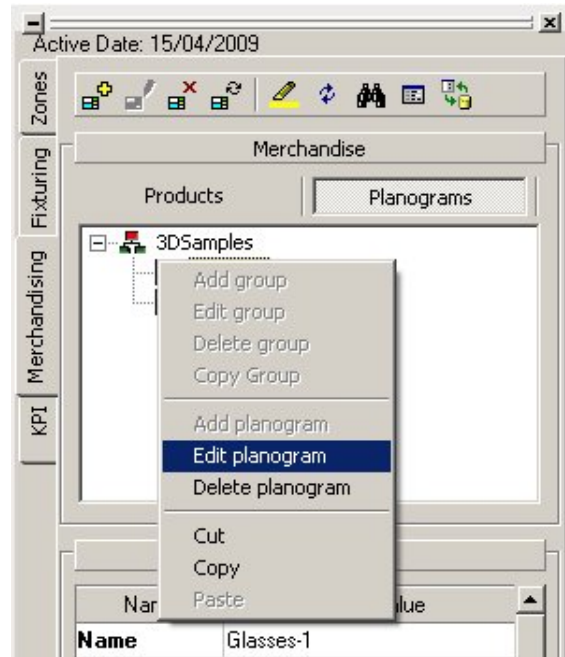 Active Date: 15/04/2009
Zones
Fixturing
Merchandising
KPI
Merchandise
Products
Planograms
3DSamples
Add group
Edit group
Delete group
Copy Group
Add planogram
Edit planogram
Delete planogram
Cut
Copy
Paste
Nar
lue
Name
Glasses-1